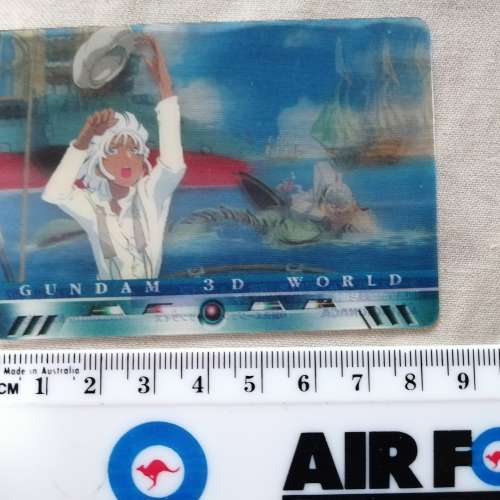 GUNDAM 3D WORLD
Made in Australia
CM 1 2 3 4 5 6 7 8 9
AIR FO